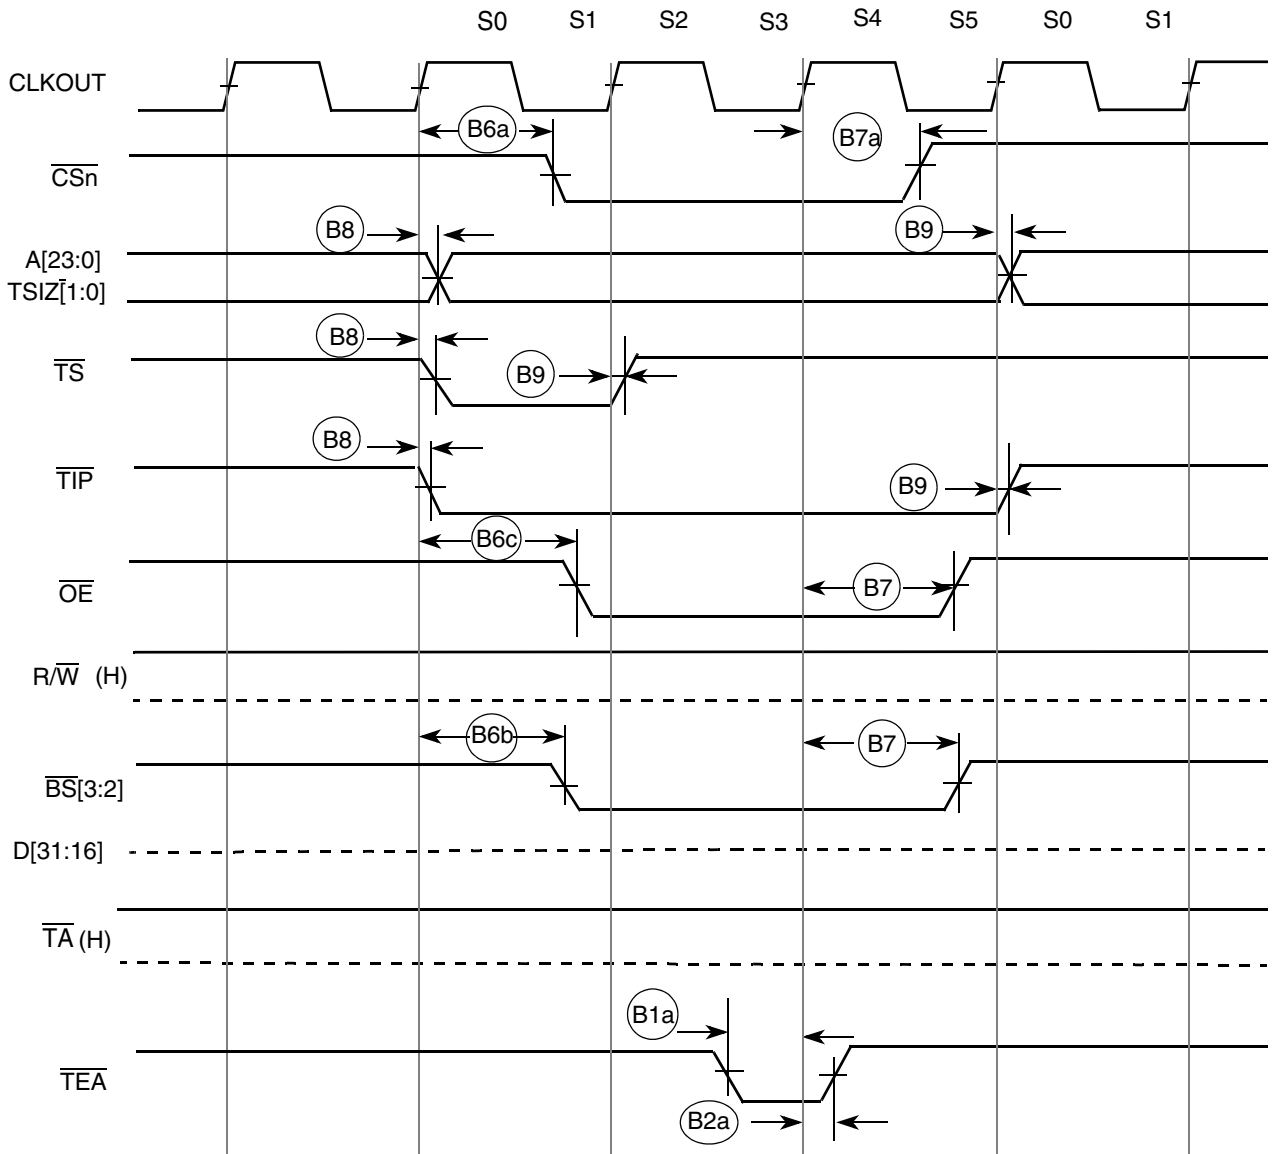 S0 S1 S2 S3 S4 S5 S0 S1
CLKOUT
B6a B7a
CSn
B8 B9
A[23:0]
TSIZ[1:0]
B8
TS B9
B8
TIP B9
B6c
OE B7
R/W (H)
B6b B7
BS[3:2]
D[31:16]
TA (H)
B1a
TEA
B2a